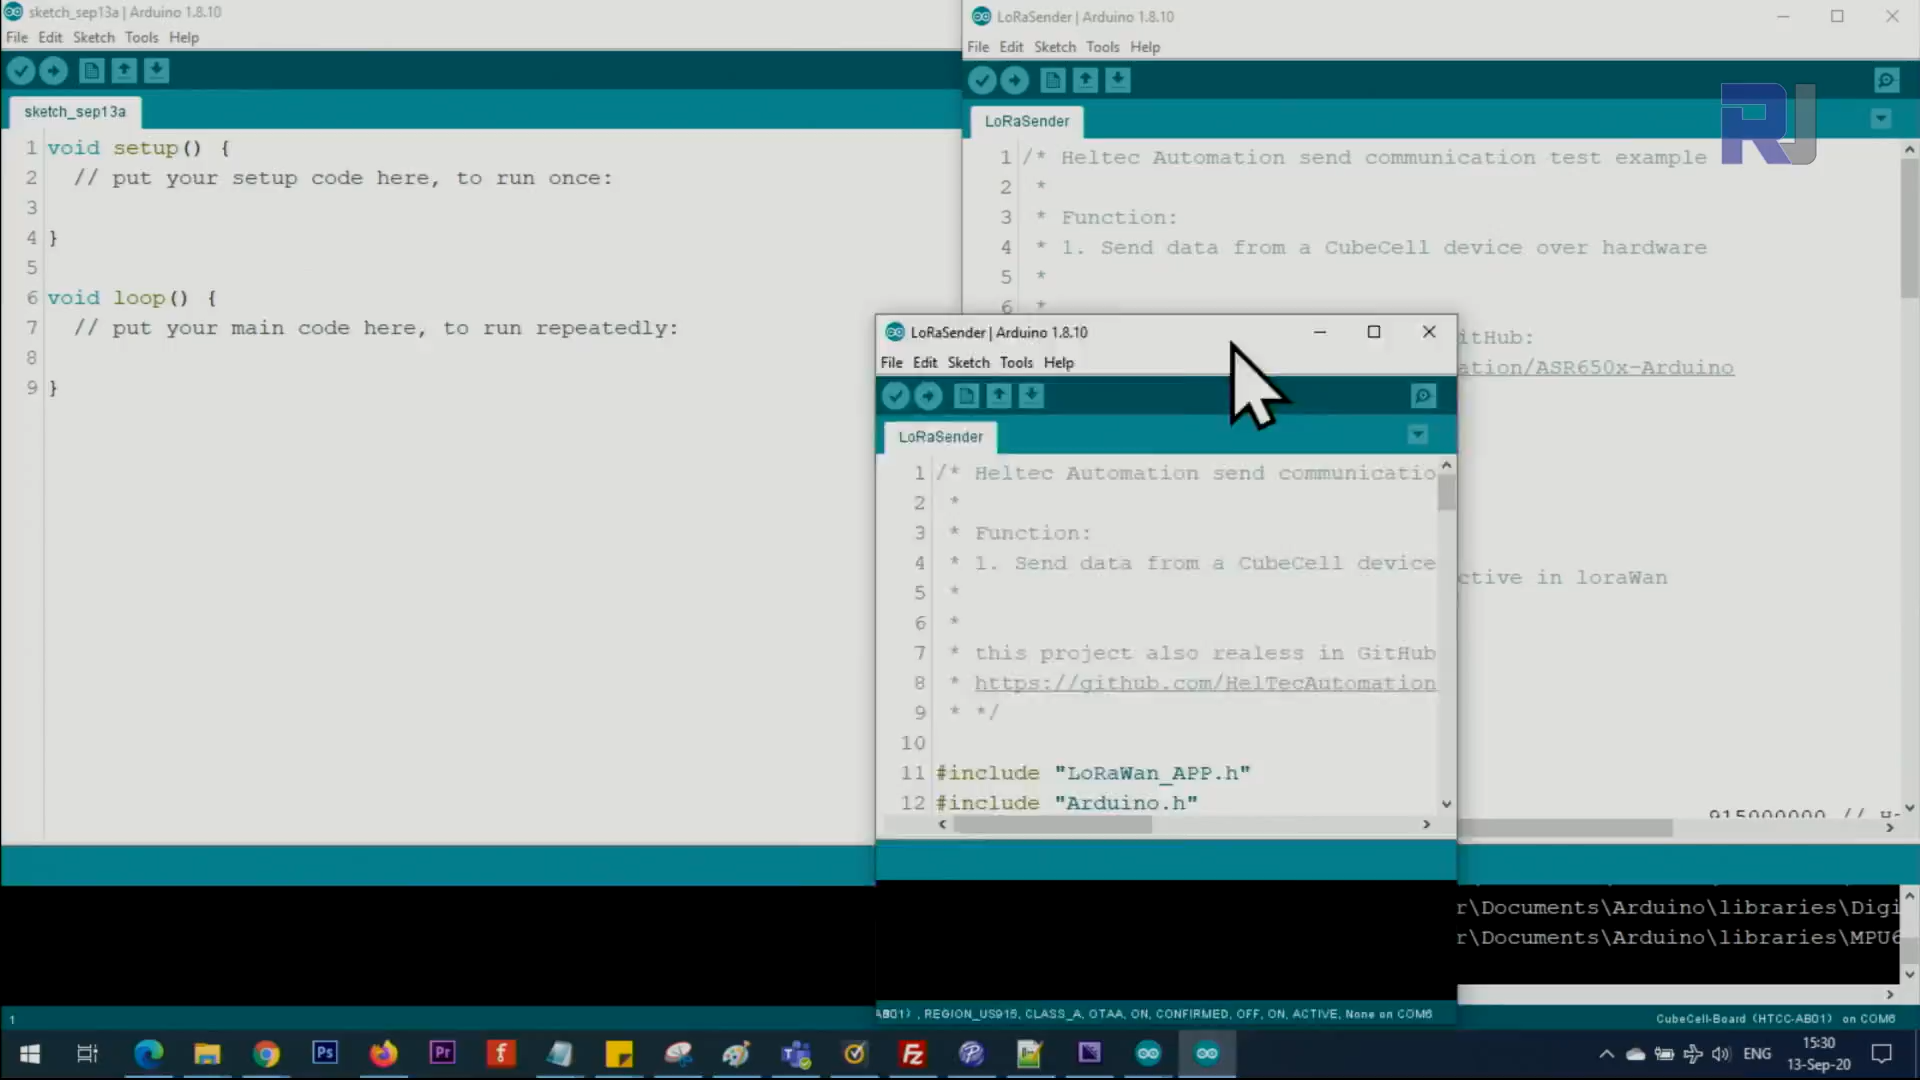 sketch_sep13a | Arduino 1.8.10
File Edit Sketch Tools Help
sketch_sep13a
1 void setup() {
2 // put your setup code here, to run once:
3
4 }
5
6 void loop() {
7 // put your main code here, to run repeatedly:
8
9 }
1
LoRaSender | Arduino 1.8.10
File Edit Sketch Tools Help
RJ
LoRaSender
1 /* Heltec Automation send communication test example
2 *
3 * Function:
4 * 1. Send data from a CubeCell device over hardware
5 *
6 *
itHub:
ation/ASR650x-Arduino
ctive in loraWan
915000000 // H
r\Documents\Arduino\libraries\Digi
r\Documents\Arduino\libraries\MPU6
CubeCell-Board (HTCC-AB01) on COM6
LoRaSender | Arduino 1.8.10
File Edit Sketch Tools Help
LoRaSender
1 /* Heltec Automation send communicatio
2 *
3 * Function:
4 * 1. Send data from a CubeCell device
5 *
6 *
7 * this project also realess in GitHub
8 * https://github.com/HelTecAutomation
9 * */
10
11 #include "LoRaWan_APP.h"
12 #include "Arduino.h"
AB01), REGION_US915, CLASS_A, OTAA, ON, CONFIRMED, OFF, ON, ACTIVE, None on COM6
Ps
Pr
f
Fz
ENG
15:30
13-Sep-20